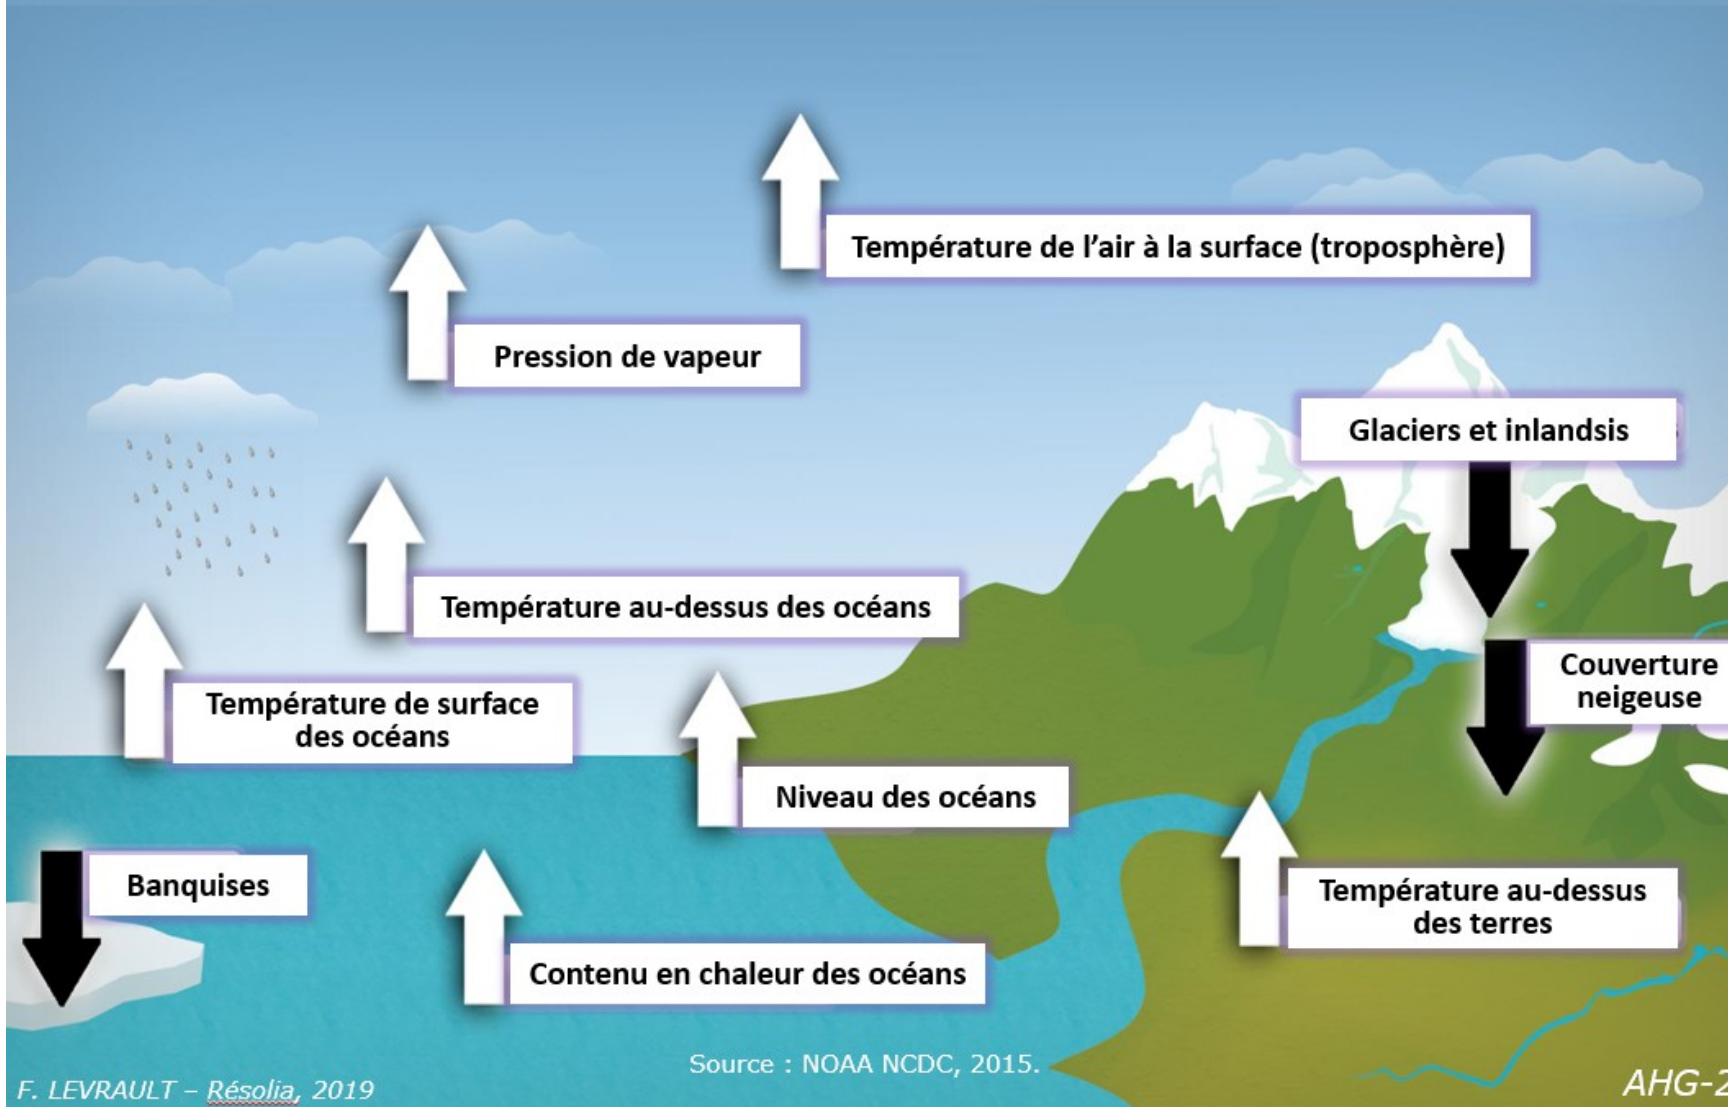 Température de l'air à la surface (troposphère)
Pression de vapeur
Glaciers et inlandsis
Température au-dessus des océans
Couverture
neigeuse
Température de surface
des océans
Niveau des océans
Banquises
Température au-dessus
des terres
Contenu en chaleur des océans
Source : NOAA NCDC, 2015.
F. LEVRAULT – Résolia, 2019
AHG-2